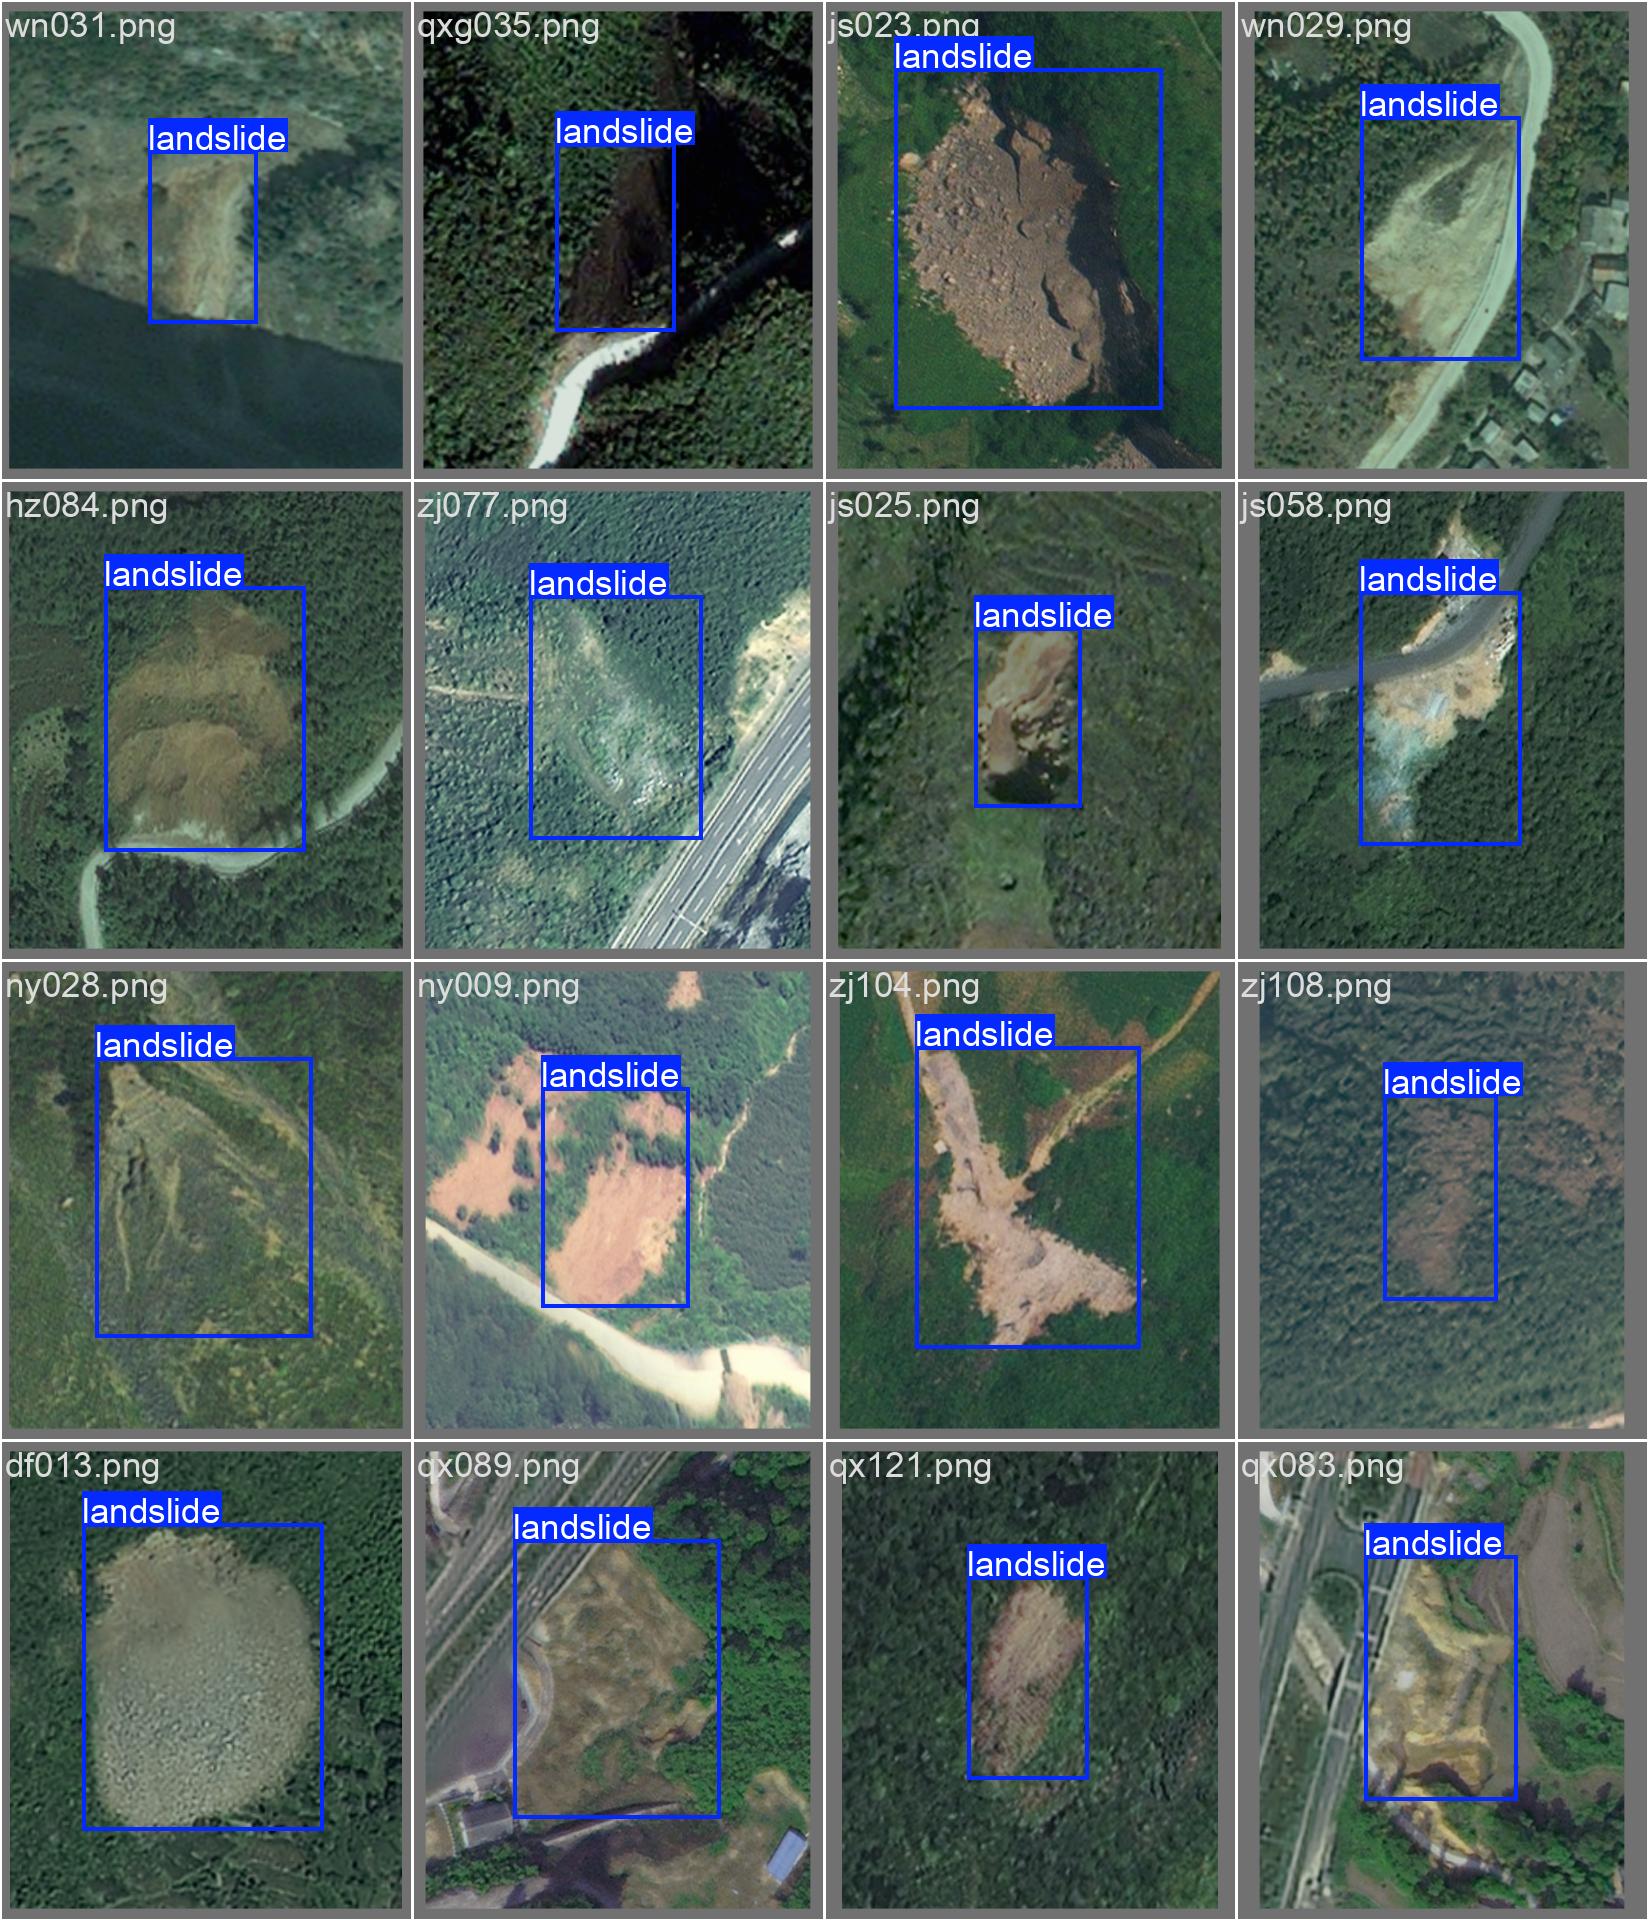 wn031.png
landslide
qxg035.png
landslide
js023.png
landslide
wn029.png
landslide
hz084.png
landslide
zj077.png
landslide
js025.png
landslide
js058.png
landslide
ny028.png
landslide
ny009.png
landslide
zj104.png
landslide
zj108.png
landslide
df013.png
landslide
qx089.png
landslide
qx121.png
landslide
qx083.png
landslide